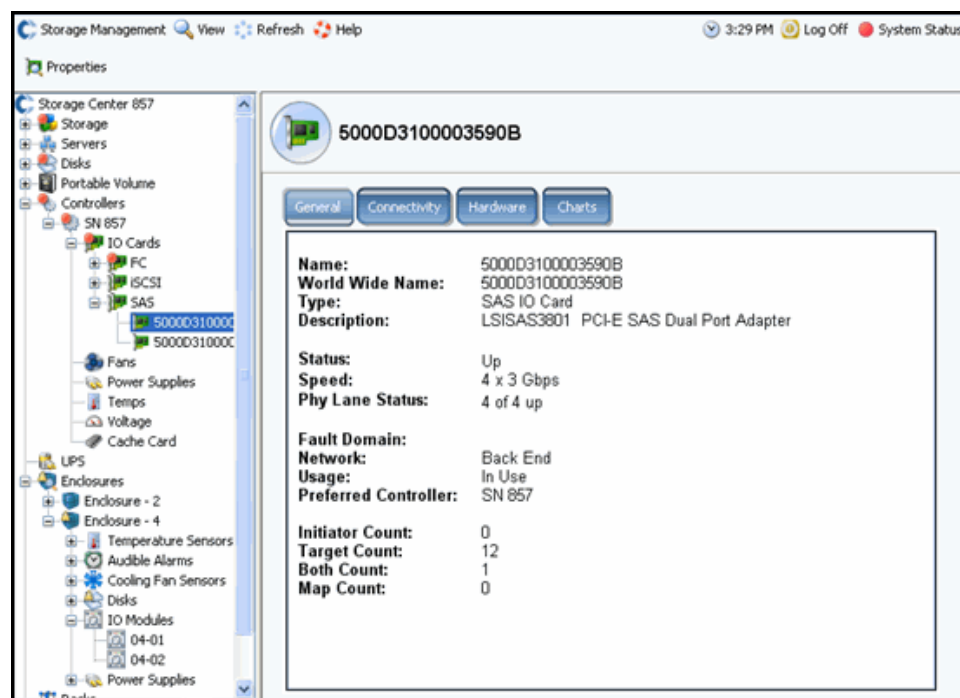 Storage Management View Refresh Help 3:29 PM Log Off System Status
Properties
Storage Center 857
Storage
Servers
Disks
Portable Volume
Controllers
SN 857
IO Cards
FC
iSCSI
SAS
5000D31000C
5000D31000C
Fans
Power Supplies
Temps
Voltage
Cache Card
UPS
Enclosures
Enclosure - 2
Enclosure - 4
Temperature Sensors
Audible Alarms
Cooling Fan Sensors
Disks
IO Modules
04-01
04-02
Power Supplies
5000D3100003590B
General Connectivity Hardware Charts
Name: 5000D3100003590B
World Wide Name: 5000D3100003590B
Type: SAS IO Card
Description: LSISAS3801 PCI-E SAS Dual Port Adapter
Status: Up
Speed: 4 x 3 Gbps
Phy Lane Status: 4 of 4 up
Fault Domain:
Network: Back End
Usage: In Use
Preferred Controller: SN 857
Initiator Count: 0
Target Count: 12
Both Count: 1
Map Count: 0